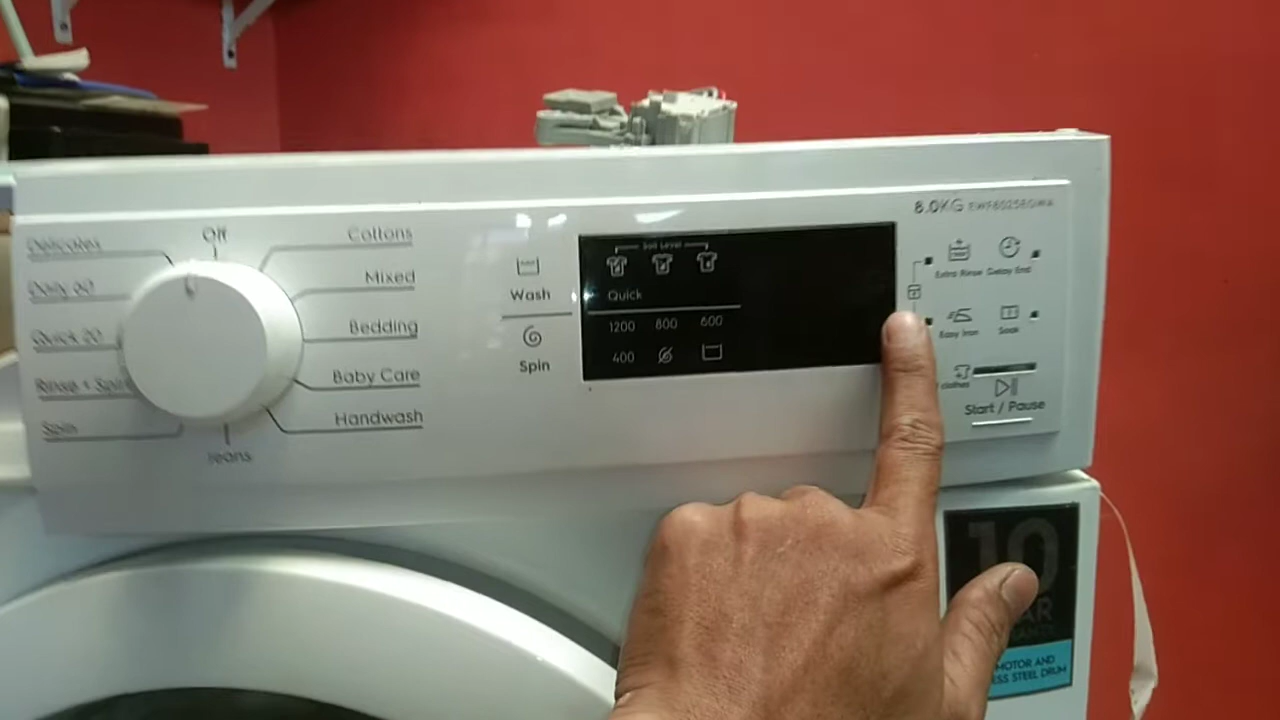 8.0KG EWF8025EQWA
Delicates
Off
Cottons
Daily 60
Mixed
Quick 20
Bedding
Rinse + Spin
Baby Care
Spin
Handwash
Jeans
Wash
Spin
Soil Level
Quick
1200 800 600
400
Extra Rinse Delay End
Easy Iron Soak
clothes
Start / Pause
10
MOTOR AND